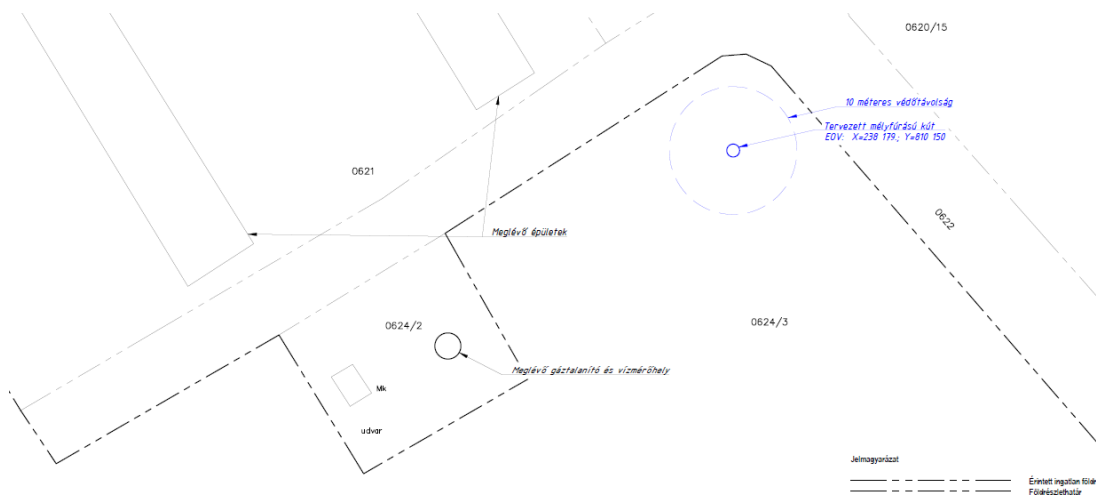 0620/15
10 méteres védőtávolság
Tervezett mélyfúrású kút
EOV: X=238 179; Y=810 150
0621
0622
Meglévő épületek
0624/2
0624/3
Meglévő gáztalanító és vízmérőhely
Mk
udvar
Jelmagyarázat
Érintett ingatlan földr
Földrészlethatár